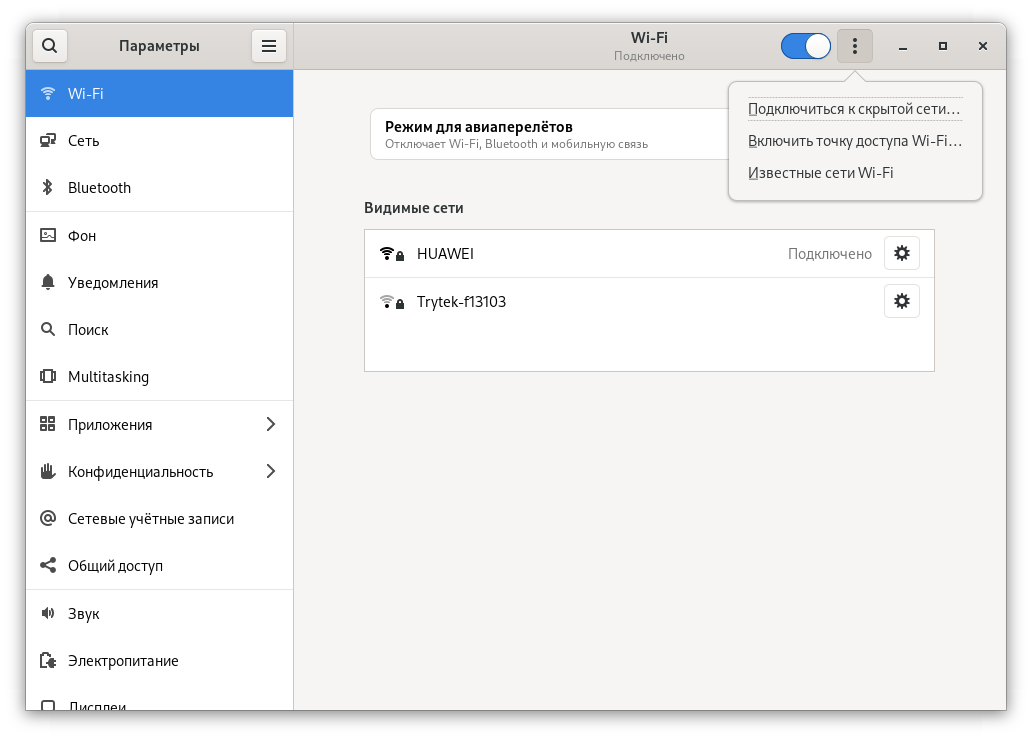 Параметры
Wi-Fi
Подключено
Wi-Fi
Сеть
Bluetooth
Фон
Уведомления
Поиск
Multitasking
Приложения
Конфиденциальность
Сетевые учётные записи
Общий доступ
Звук
Электропитание
Дисплеи
Подключиться к скрытой сети…
Включить точку доступа Wi-Fi…
Известные сети Wi-Fi
Режим для авиаперелётов
Отключает Wi-Fi, Bluetooth и мобильную связь
Видимые сети
HUAWEI Подключено
Trytek-f13103